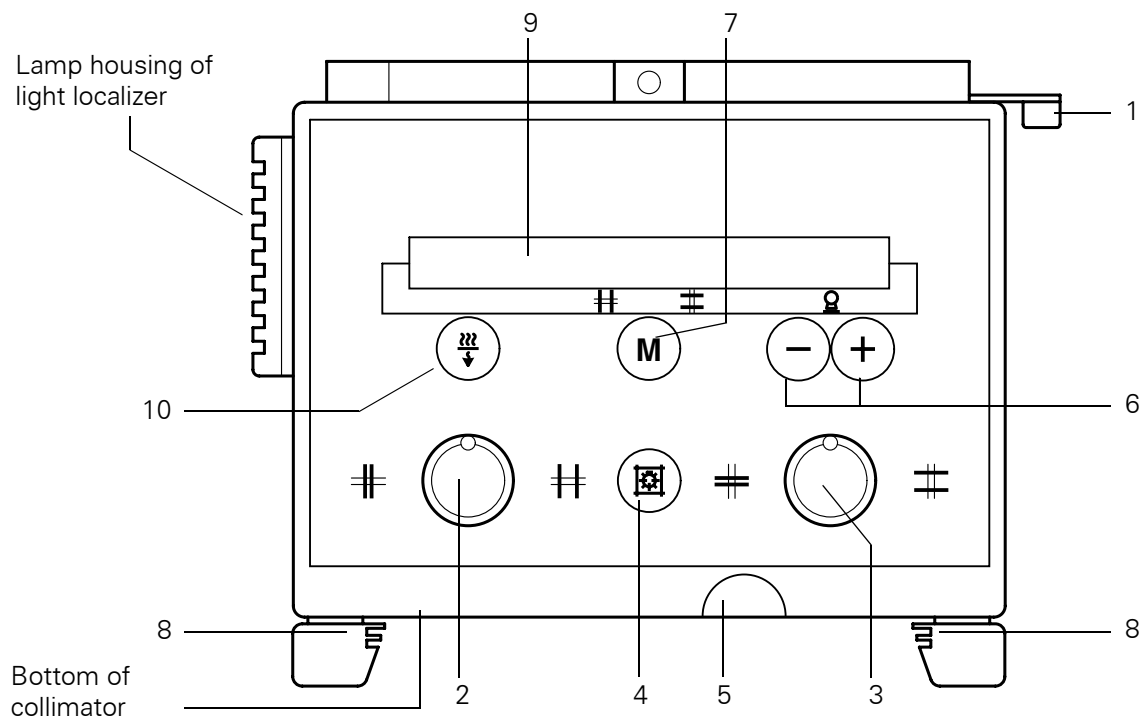 9
7
Lamp housing of
light localizer
1
M
− +
10
6
8
8
Bottom of
collimator
2
4
5
3